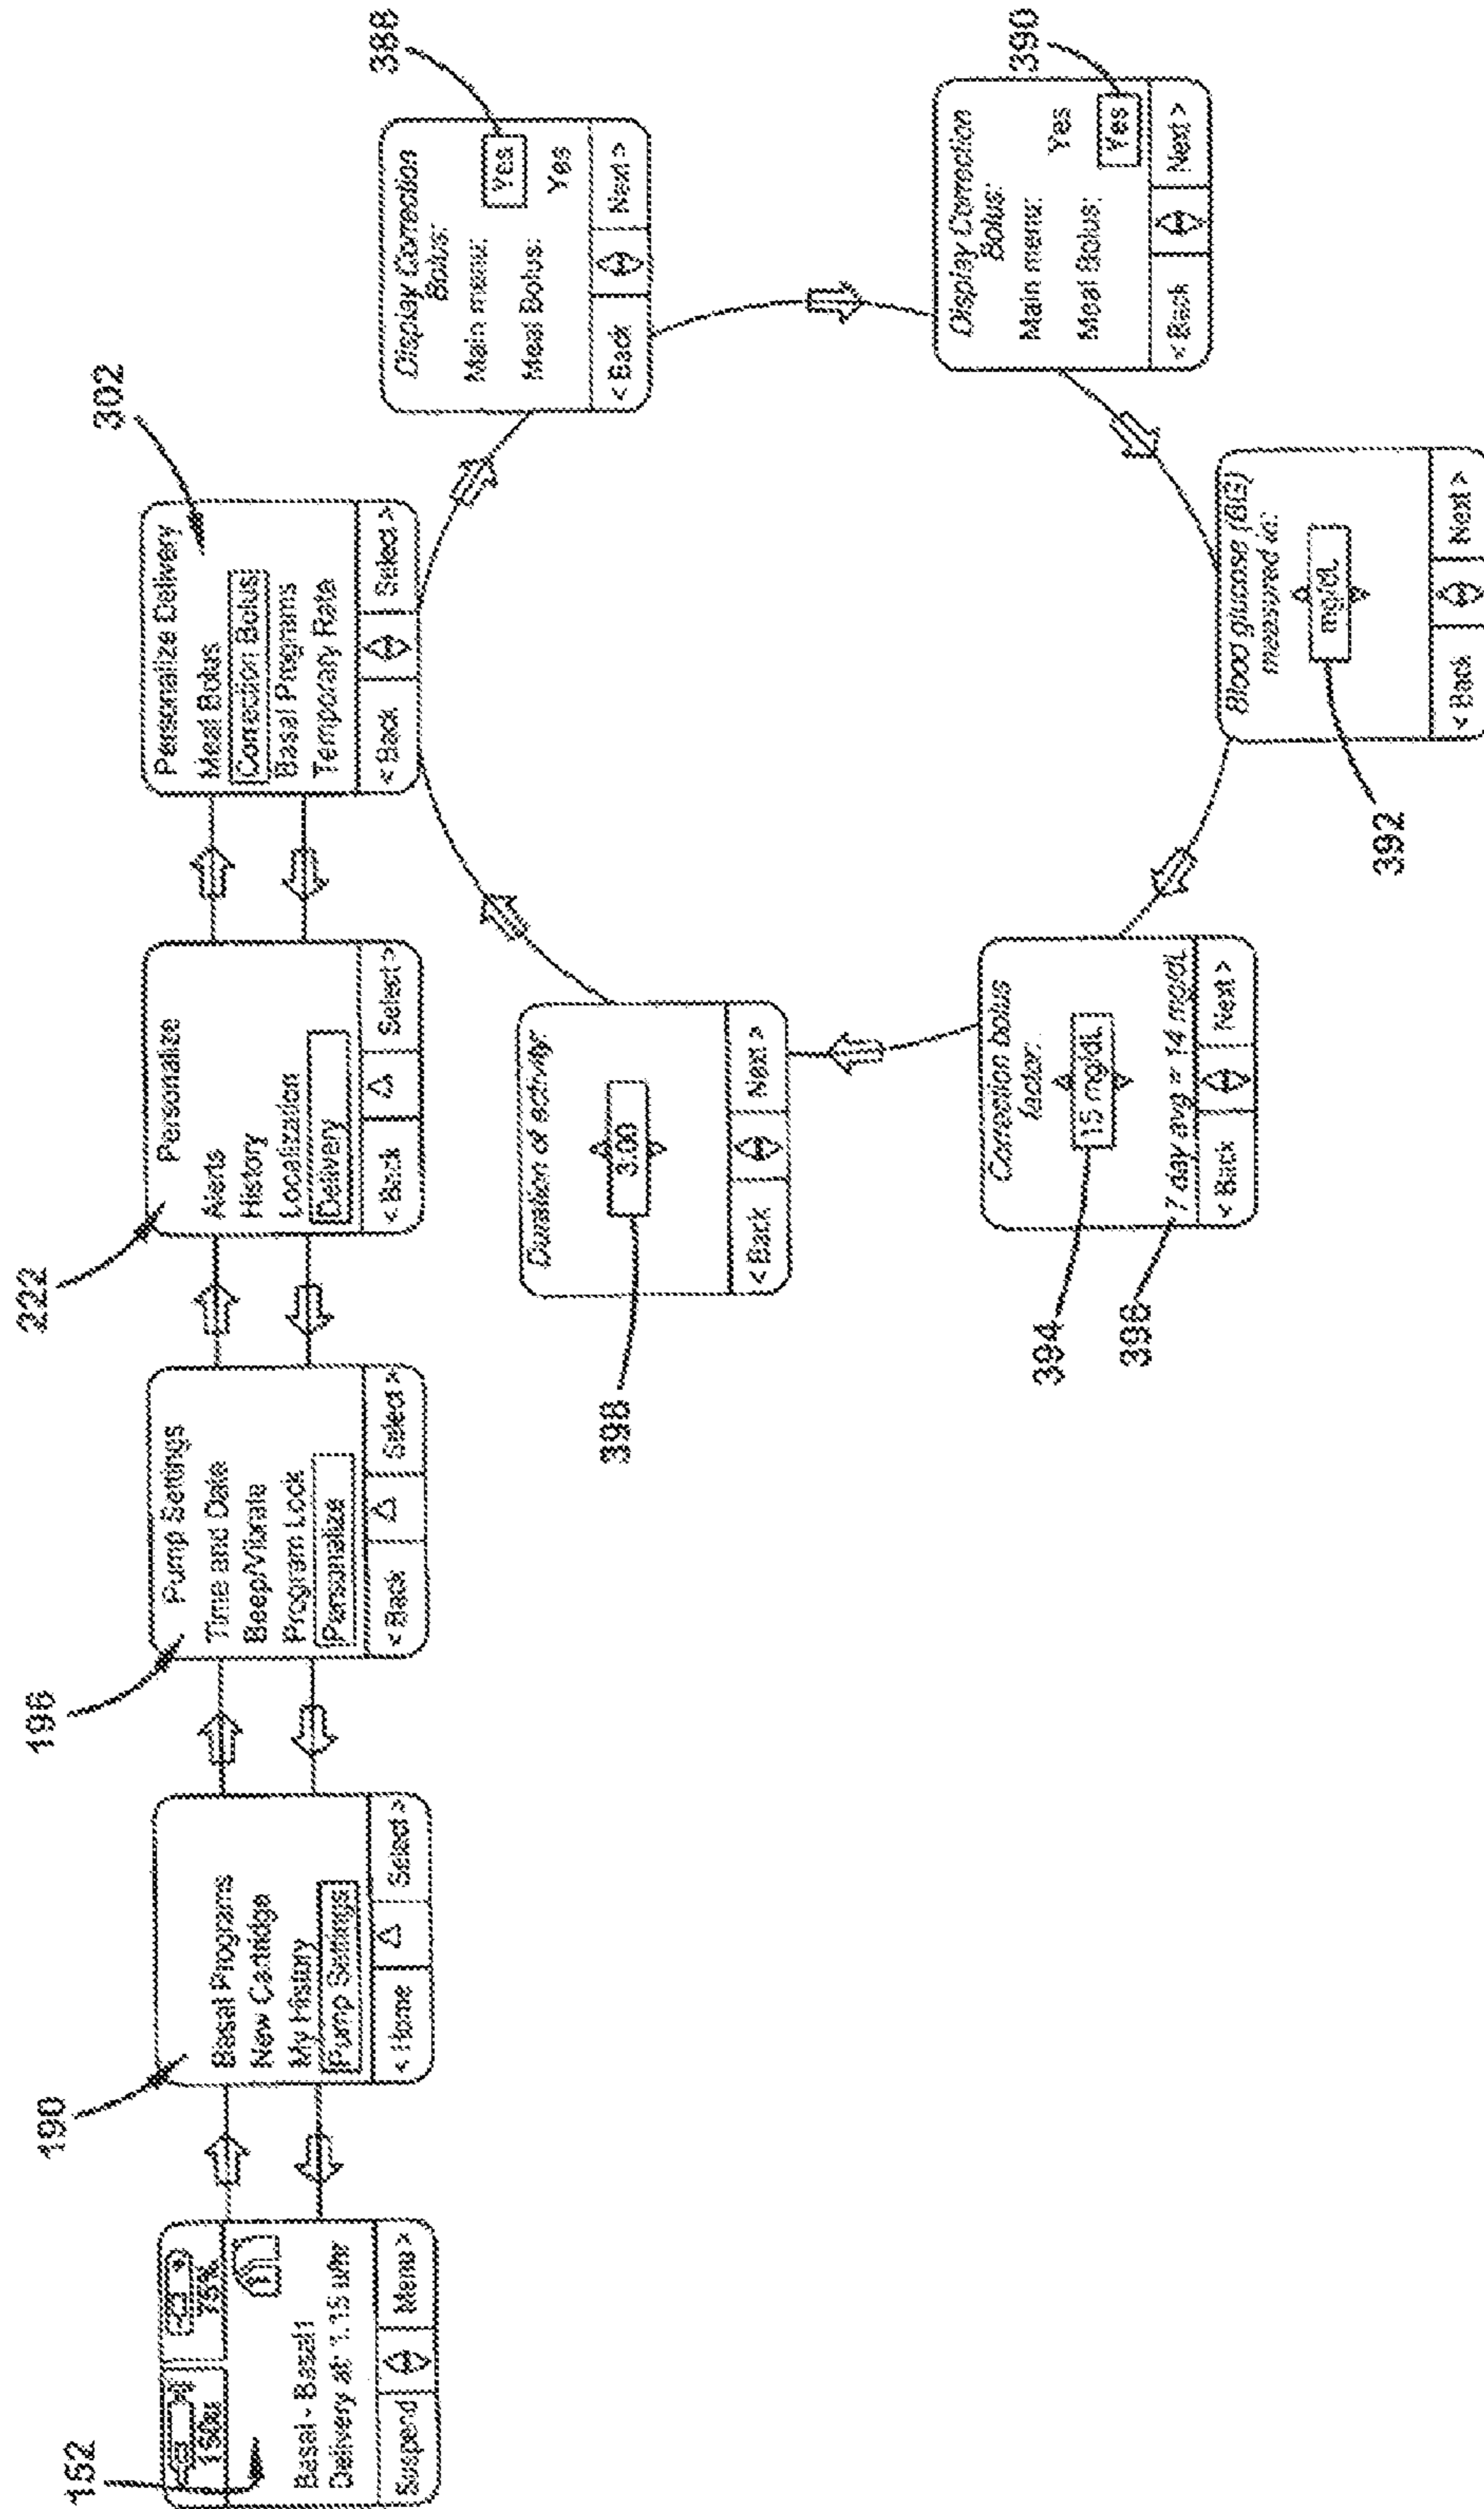 152
150u
75%
Basal - Basal1
Delivery at: 1.15 u/hr
Suspend
Menu >
190
Basal Programs
New Cartridge
My History
Pump Settings
< Home
Select >
196
Pump Settings
Time and Date
Beep/Vibrate
Program Lock
Personalize
< Back
Select >
222
Personalize
Alerts
History
Localization
Delivery
< Back
Select >
302
Personalize Delivery
Meal Bolus
Correction Bolus
Basal Programs
Temporary Rate
< Back
Select >
388
Display Correction
Bolus:
Main menu: Yes
Meal Bolus: Yes
< Back
Next >
390
Display Correction
Bolus:
Main menu: Yes
Meal Bolus: Yes
< Back
Next >
392
Blood glucose (BG)
measured in:
mg/dL
< Back
Next >
394
396
Correction bolus
factor:
15 mg/dL
7 day avg = 14 mg/dL
< Back
Next >
398
Duration of activity:
3:00
< Back
Next >